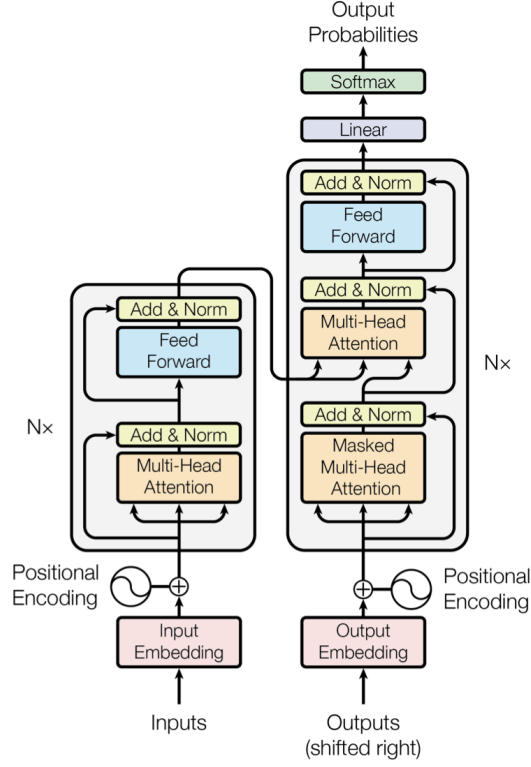 Output
Probabilities
Softmax
Linear
Add & Norm
Feed
Forward
Add & Norm
Multi-Head
Attention
Add & Norm
Masked
Multi-Head
Attention
N×
Add & Norm
Feed
Forward
Add & Norm
Multi-Head
Attention
N×
Positional
Encoding
Positional
Encoding
Input
Embedding
Output
Embedding
Inputs
Outputs
(shifted right)